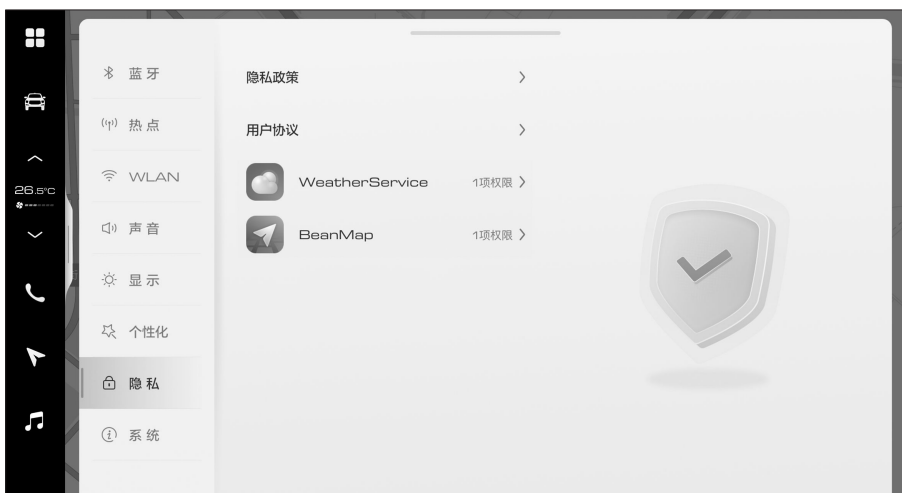 26.5°C
蓝牙
热点
WLAN
声音
显示
个性化
隐私
系统
隐私政策
用户协议
WeatherService 1项权限
BeanMap 1项权限